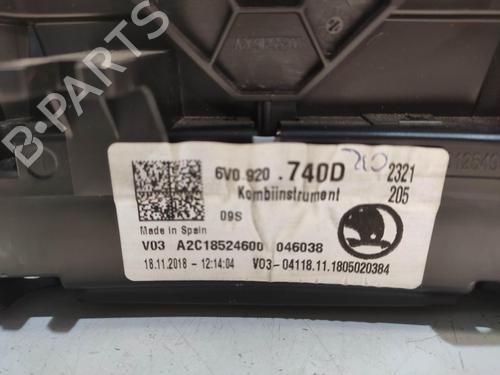 B-PARTS
6V0.920 .740D
2321
Kombiinstrument
205
09S
Made in Spain
V03 A2C18524600 046038
18.11.2018 - 12:14:04 V03-04118.11.1805020384